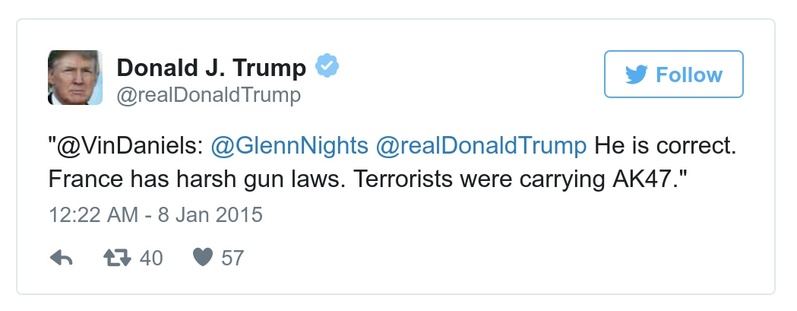 Donald J. Trump
@realDonaldTrump
Follow
"@VinDaniels: @GlennNights @realDonaldTrump He is correct.
France has harsh gun laws. Terrorists were carrying AK47."
12:22 AM - 8 Jan 2015
40 57